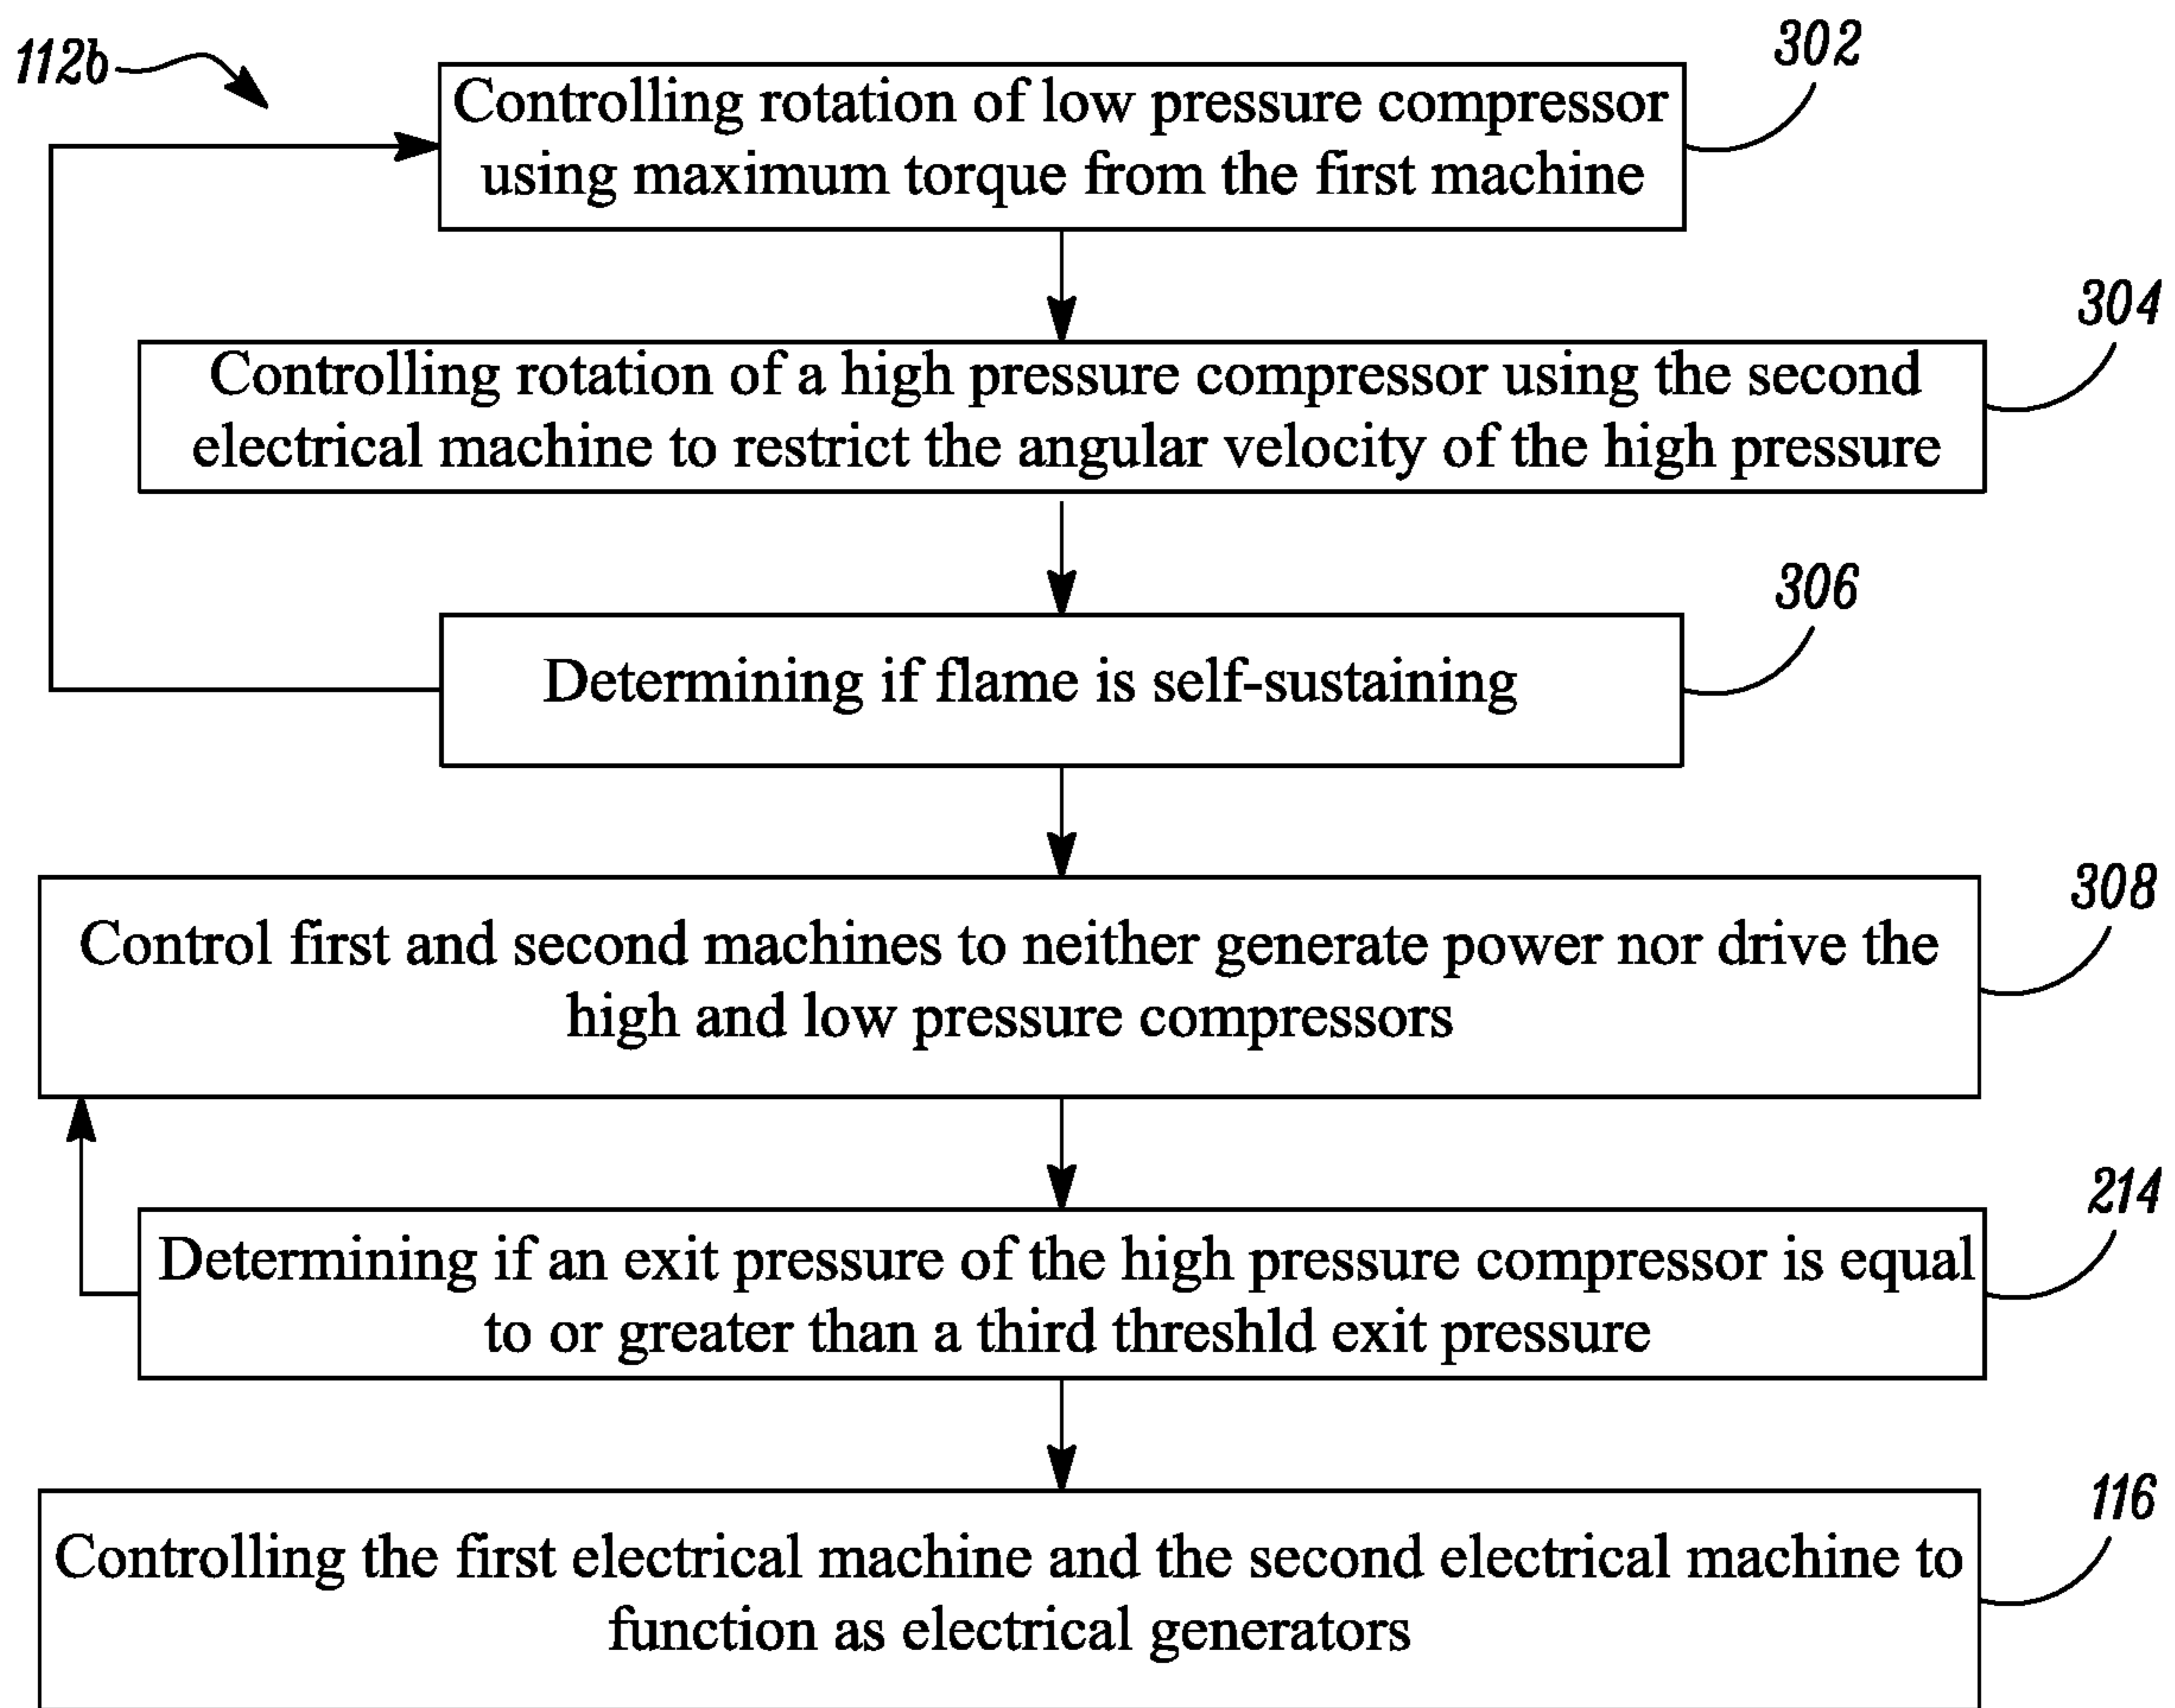 112b
302
Controlling rotation of low pressure compressor
using maximum torque from the first machine
304
Controlling rotation of a high pressure compressor using the second
electrical machine to restrict the angular velocity of the high pressure
306
Determining if flame is self-sustaining
308
Control first and second machines to neither generate power nor drive the
high and low pressure compressors
214
Determining if an exit pressure of the high pressure compressor is equal
to or greater than a third threshld exit pressure
116
Controlling the first electrical machine and the second electrical machine to
function as electrical generators